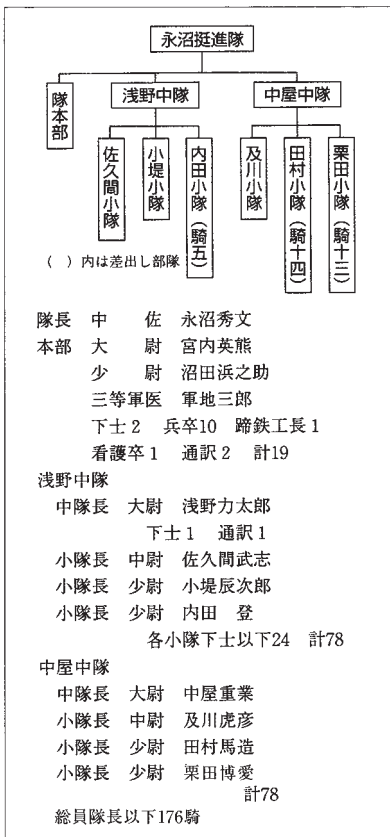 永沼挺進隊
隊本部
浅野中隊
中屋中隊
佐久間小隊
小堤小隊
内田小隊（騎五）
及川小隊
田村小隊（騎十四）
栗田小隊（騎十三）
（　）内は差出し部隊
隊長　中　佐　永沼秀文
本部　大　尉　宮内英熊
少　尉　沼田浜之助
三等軍医　軍地三郎
下士2　兵卒10　蹄鉄工長1
看護卒1　通訳2　計19
浅野中隊
中隊長　大尉　浅野力太郎
下士1　通訳1
小隊長　中尉　佐久間武志
小隊長　少尉　小堤辰次郎
小隊長　少尉　内田　登
各小隊下士以下24　計78
中屋中隊
中隊長　大尉　中屋重業
小隊長　中尉　及川虎彦
小隊長　少尉　田村馬造
小隊長　少尉　栗田博愛
計78
総員隊長以下176騎